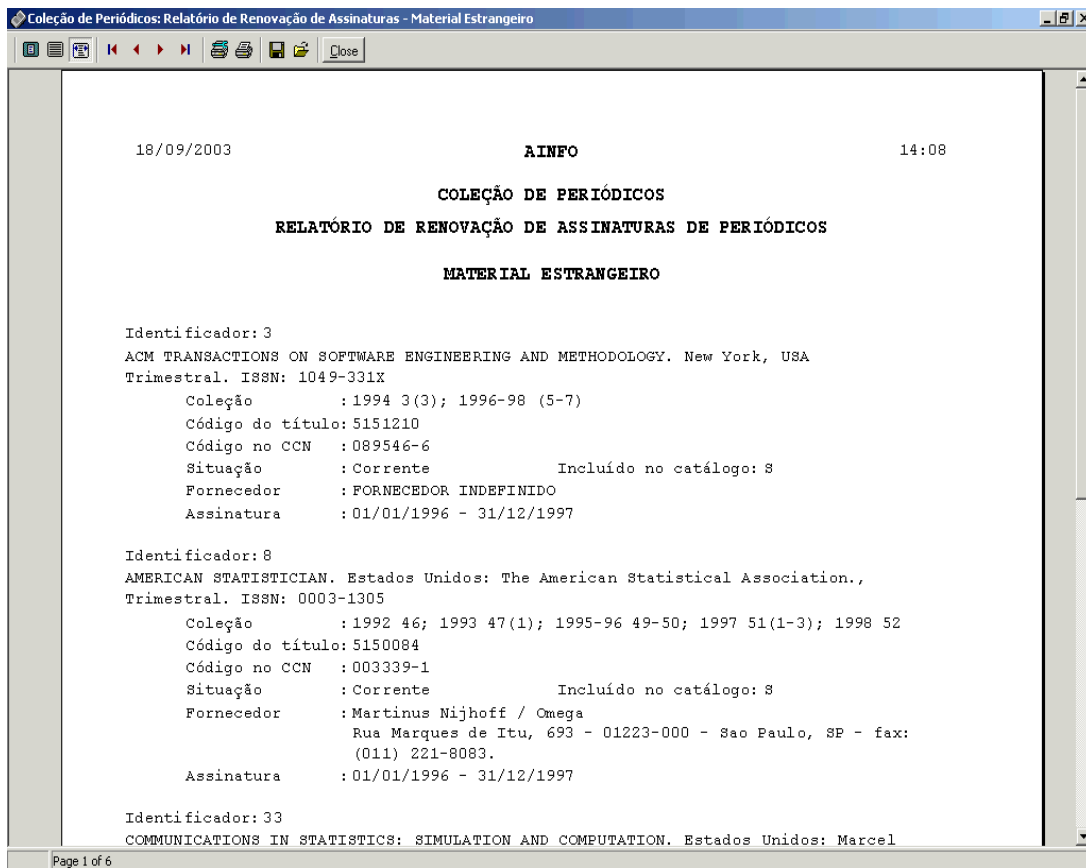 Coleção de Periódicos: Relatório de Renovação de Assinaturas - Material Estrangeiro
Close
18/09/2003 AINFO 14:08
COLEÇÃO DE PERIÓDICOS
RELATÓRIO DE RENOVAÇÃO DE ASSINATURAS DE PERIÓDICOS
MATERIAL ESTRANGEIRO
Identificador: 3
ACM TRANSACTIONS ON SOFTWARE ENGINEERING AND METHODOLOGY. New York, USA
Trimestral. ISSN: 1049-331X
Coleção : 1994 3(3); 1996-98 (5-7)
Código do título: 5151210
Código no CCN : 089546-6
Situação : Corrente Incluído no catálogo: S
Fornecedor : FORNECEDOR INDEFINIDO
Assinatura : 01/01/1996 - 31/12/1997
Identificador: 8
AMERICAN STATISTICIAN. Estados Unidos: The American Statistical Association.,
Trimestral. ISSN: 0003-1305
Coleção : 1992 46; 1993 47(1); 1995-96 49-50; 1997 51(1-3); 1998 52
Código do título: 5150084
Código no CCN : 003339-1
Situação : Corrente Incluído no catálogo: S
Fornecedor : Martinus Nijhoff / Omega
Rua Marques de Itu, 693 - 01223-000 - Sao Paulo, SP - fax:
(011) 221-8083.
Assinatura : 01/01/1996 - 31/12/1997
Identificador: 33
COMMUNICATIONS IN STATISTICS: SIMULATION AND COMPUTATION. Estados Unidos: Marcel
Page 1 of 6